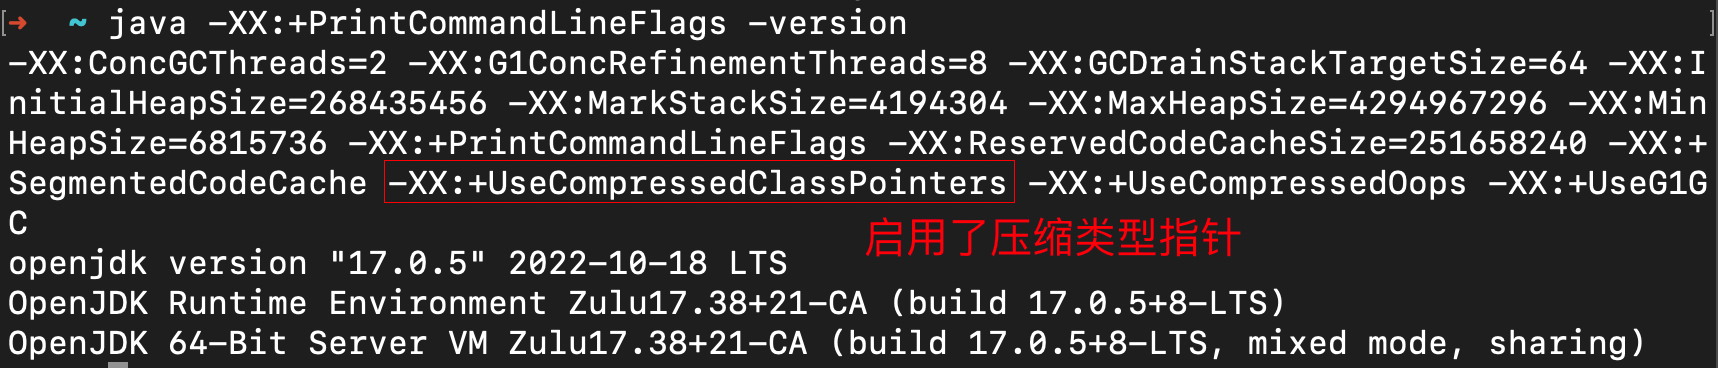 [➜  ~ java -XX:+PrintCommandLineFlags -version ]
-XX:ConcGCThreads=2 -XX:G1ConcRefinementThreads=8 -XX:GCDrainStackTargetSize=64 -XX:I
nitialHeapSize=268435456 -XX:MarkStackSize=4194304 -XX:MaxHeapSize=4294967296 -XX:Min
HeapSize=6815736 -XX:+PrintCommandLineFlags -XX:ReservedCodeCacheSize=251658240 -XX:+
SegmentedCodeCache -XX:+UseCompressedClassPointers -XX:+UseCompressedOops -XX:+UseG1G
C
启用了压缩类型指针
openjdk version "17.0.5" 2022-10-18 LTS
OpenJDK Runtime Environment Zulu17.38+21-CA (build 17.0.5+8-LTS)
OpenJDK 64-Bit Server VM Zulu17.38+21-CA (build 17.0.5+8-LTS, mixed mode, sharing)